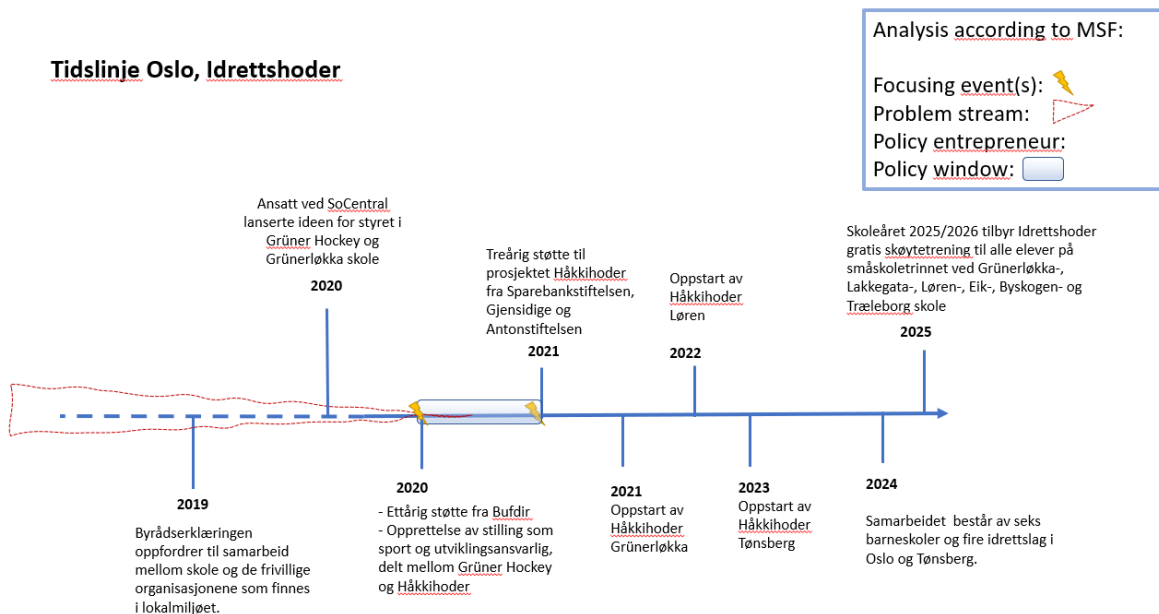 Tidslinje Oslo, Idrettshoder
Analysis according to MSF:
Focusing event(s):
Problem stream:
Policy entrepreneur:
Policy window:
Ansatt ved SoCentral
lanserte ideen for styret i
Grüner Hockey og
Grünerløkka skole
2020
Treårig støtte til
prosjektet Håkkihoder
fra Sparebankstiftelsen,
Gjensidige og
Antonstiftelsen
2021
Oppstart av
Håkkihoder
Løren
2022
Skoleåret 2025/2026 tilbyr Idrettshoder
gratis skøytetrening til alle elever på
småskoletrinnet ved Grünerløkka-,
Lakkegata-, Løren-, Eik-, Byskogen- og
Træleborg skole
2025
2019
Byrådserklæringen
oppfordrer til samarbeid
mellom skole og de frivillige
organisasjonene som finnes
i lokalmiljøet.
2020
- Ettårig støtte fra Bufdir
- Opprettelse av stilling som
sport og utviklingsansvarlig,
delt mellom Grüner Hockey
og Håkkihoder
2021
Oppstart av
Håkkihoder
Grünerløkka
2023
Oppstart av
Håkkihoder
Tønsberg
2024
Samarbeidet består av seks
barneskoler og fire idrettslag i
Oslo og Tønsberg.